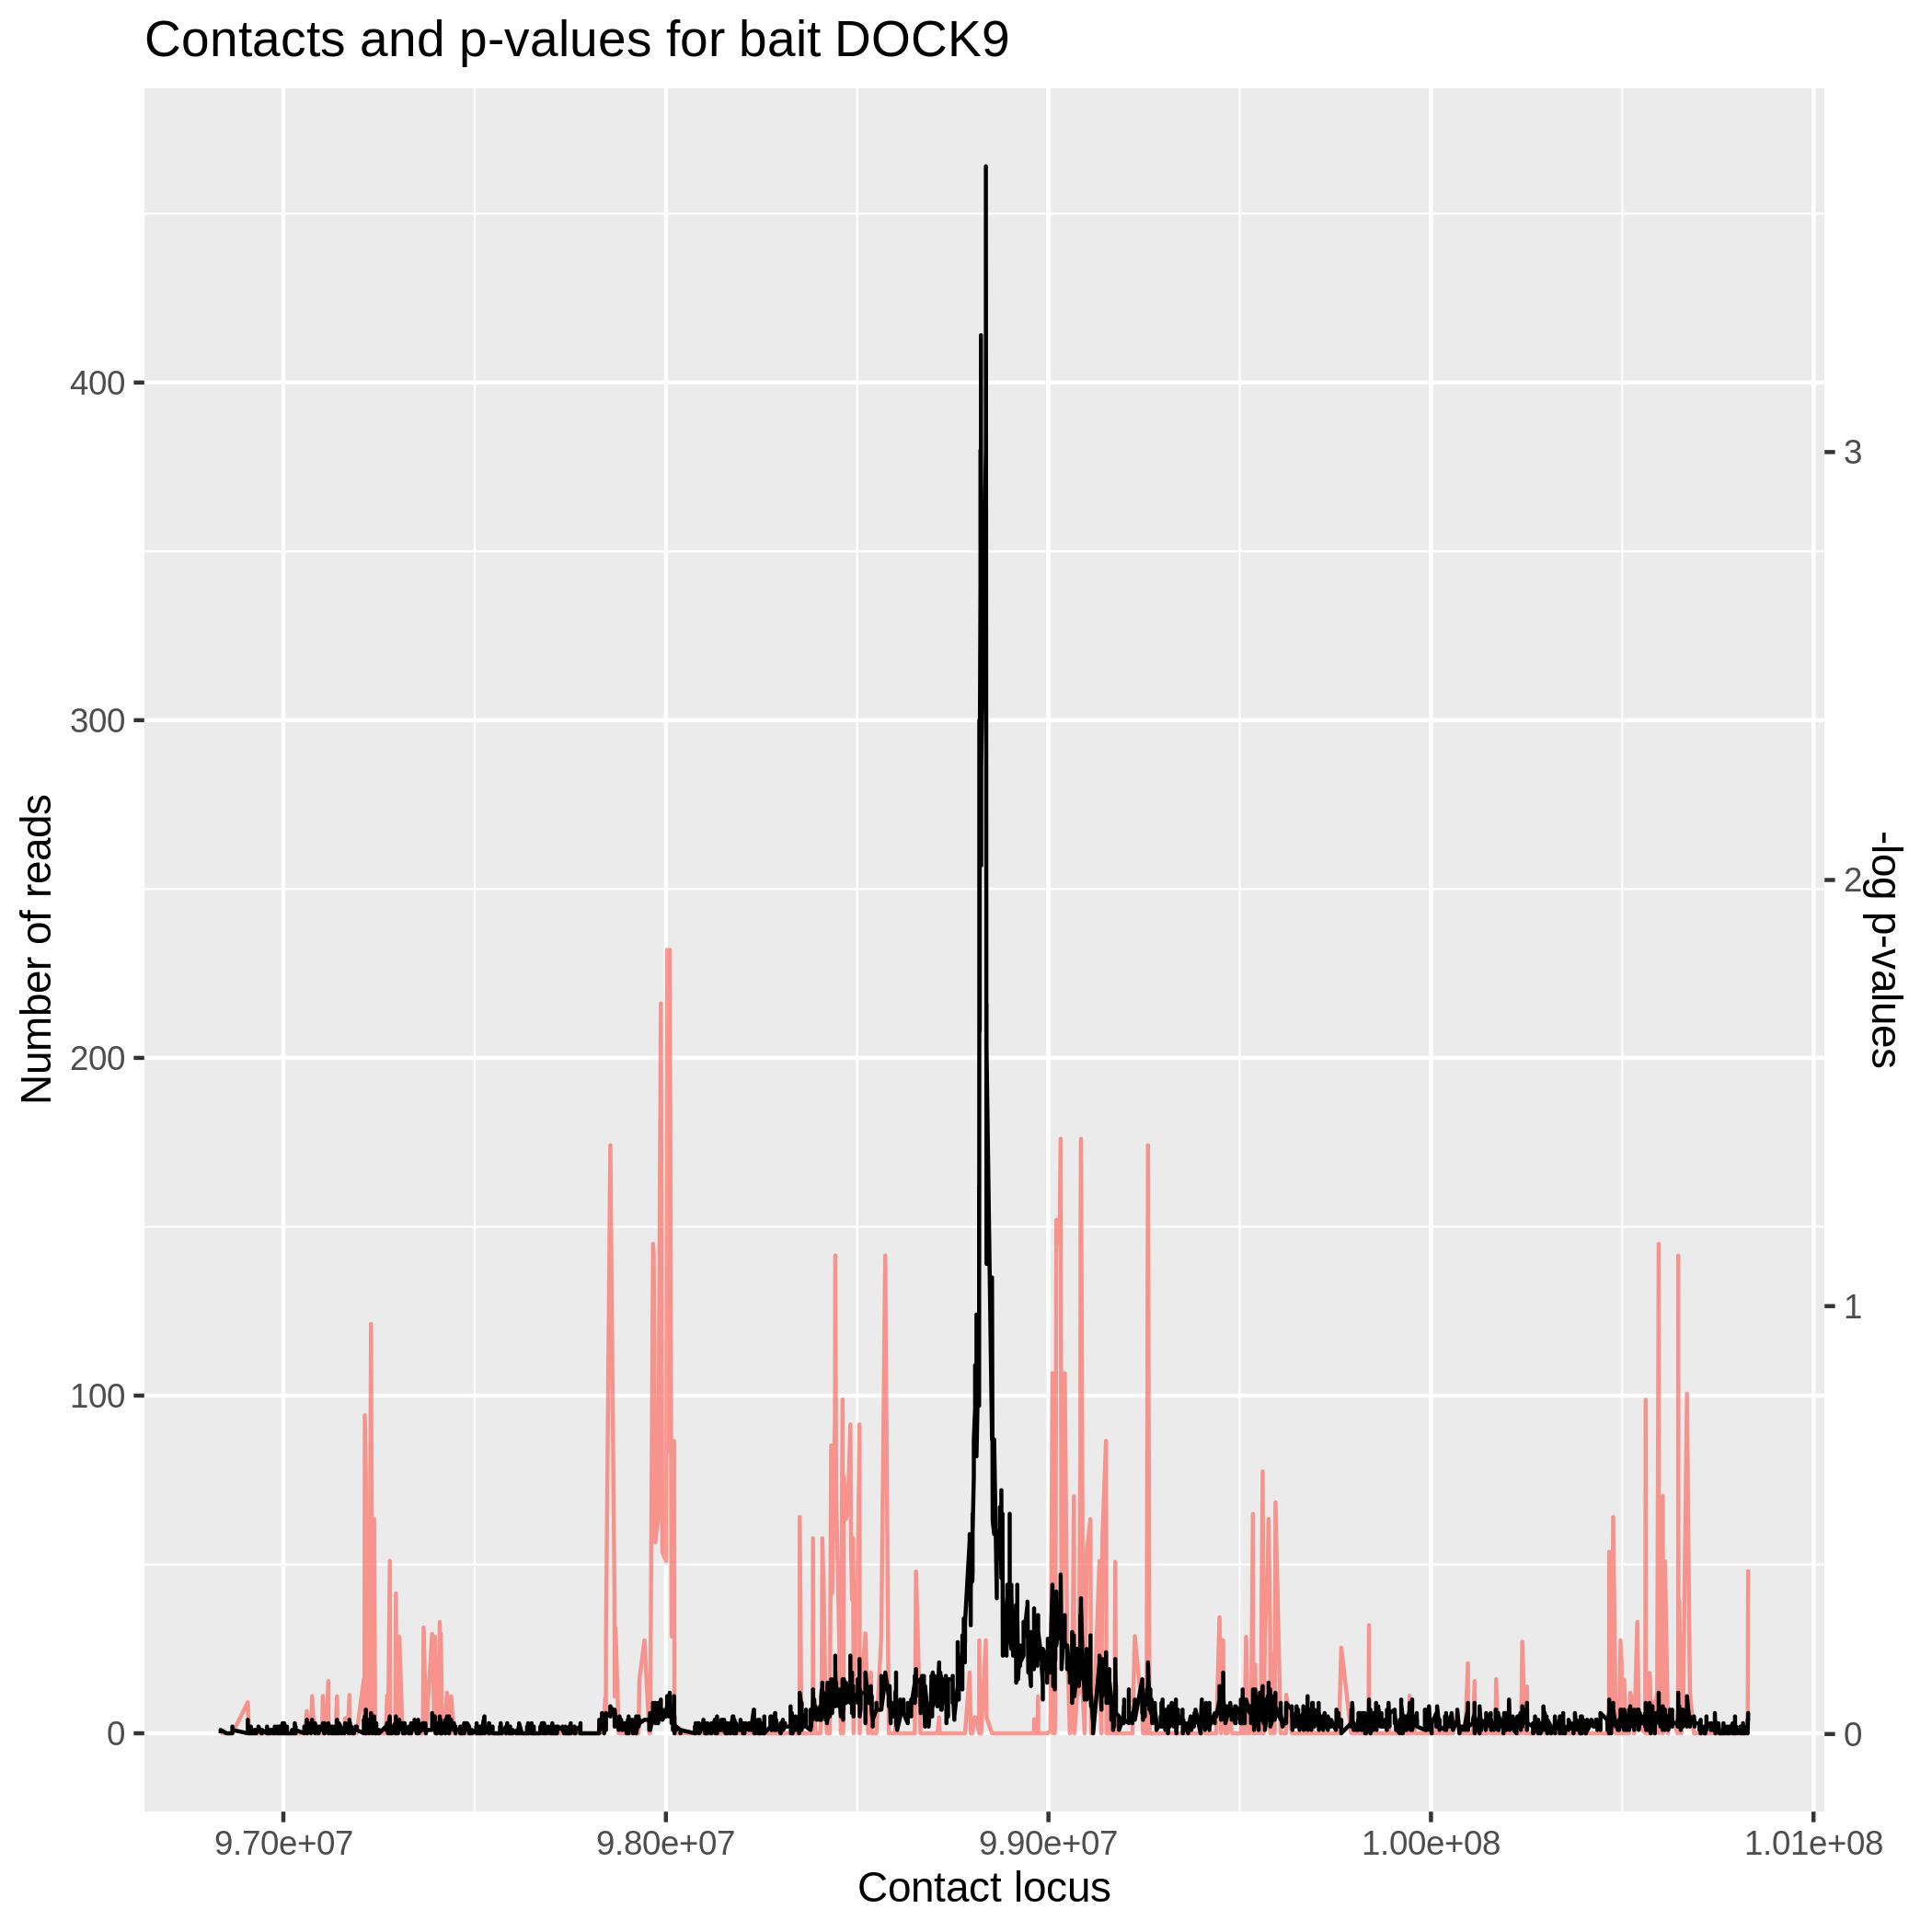 Contacts and p-values for bait DOCK9
400
300
200
100
0
Number of reads
3
2
1
0
-log p-values
9.70e+07
9.80e+07
9.90e+07
1.00e+08
1.01e+08
Contact locus